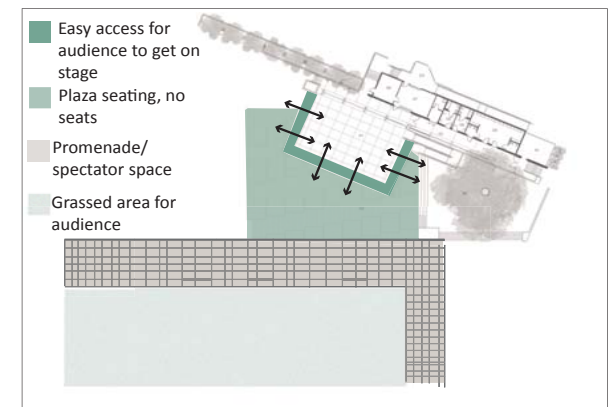 Easy access for
audience to get on
stage
Plaza seating, no
seats
Promenade/
spectator space
Grassed area for
audience